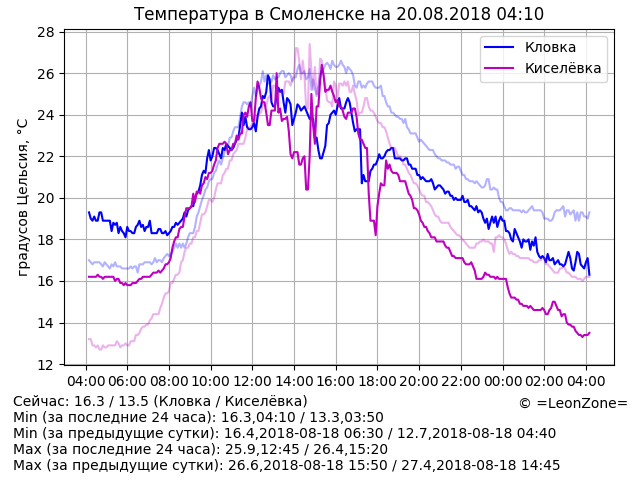 Температура в Смоленске на 20.08.2018 04:10
28
26
24
22
20
18
16
14
12
градусов Цельсия, °C
Кловка
Киселёвка
04:00 06:00 08:00 10:00 12:00 14:00 16:00 18:00 20:00 22:00 00:00 02:00 04:00
Сейчас: 16.3 / 13.5 (Кловка / Киселёвка)
© =LeonZone=
Min (за последние 24 часа): 16.3,04:10 / 13.3,03:50
Min (за предыдущие сутки): 16.4,2018-08-18 06:30 / 12.7,2018-08-18 04:40
Max (за последние 24 часа): 25.9,12:45 / 26.4,15:20
Max (за предыдущие сутки): 26.6,2018-08-18 15:50 / 27.4,2018-08-18 14:45